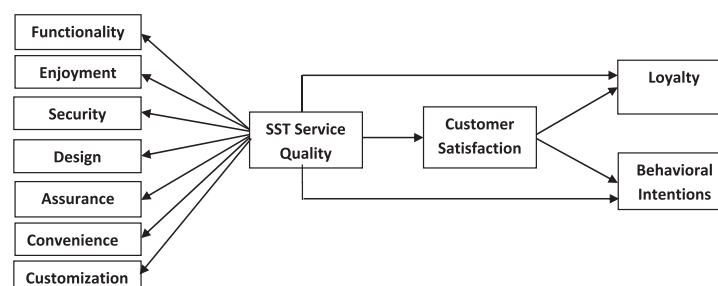 Functionality
Enjoyment
Security
Design
Assurance
Convenience
Customization
SST Service
Quality
Customer
Satisfaction
Loyalty
Behavioral
Intentions